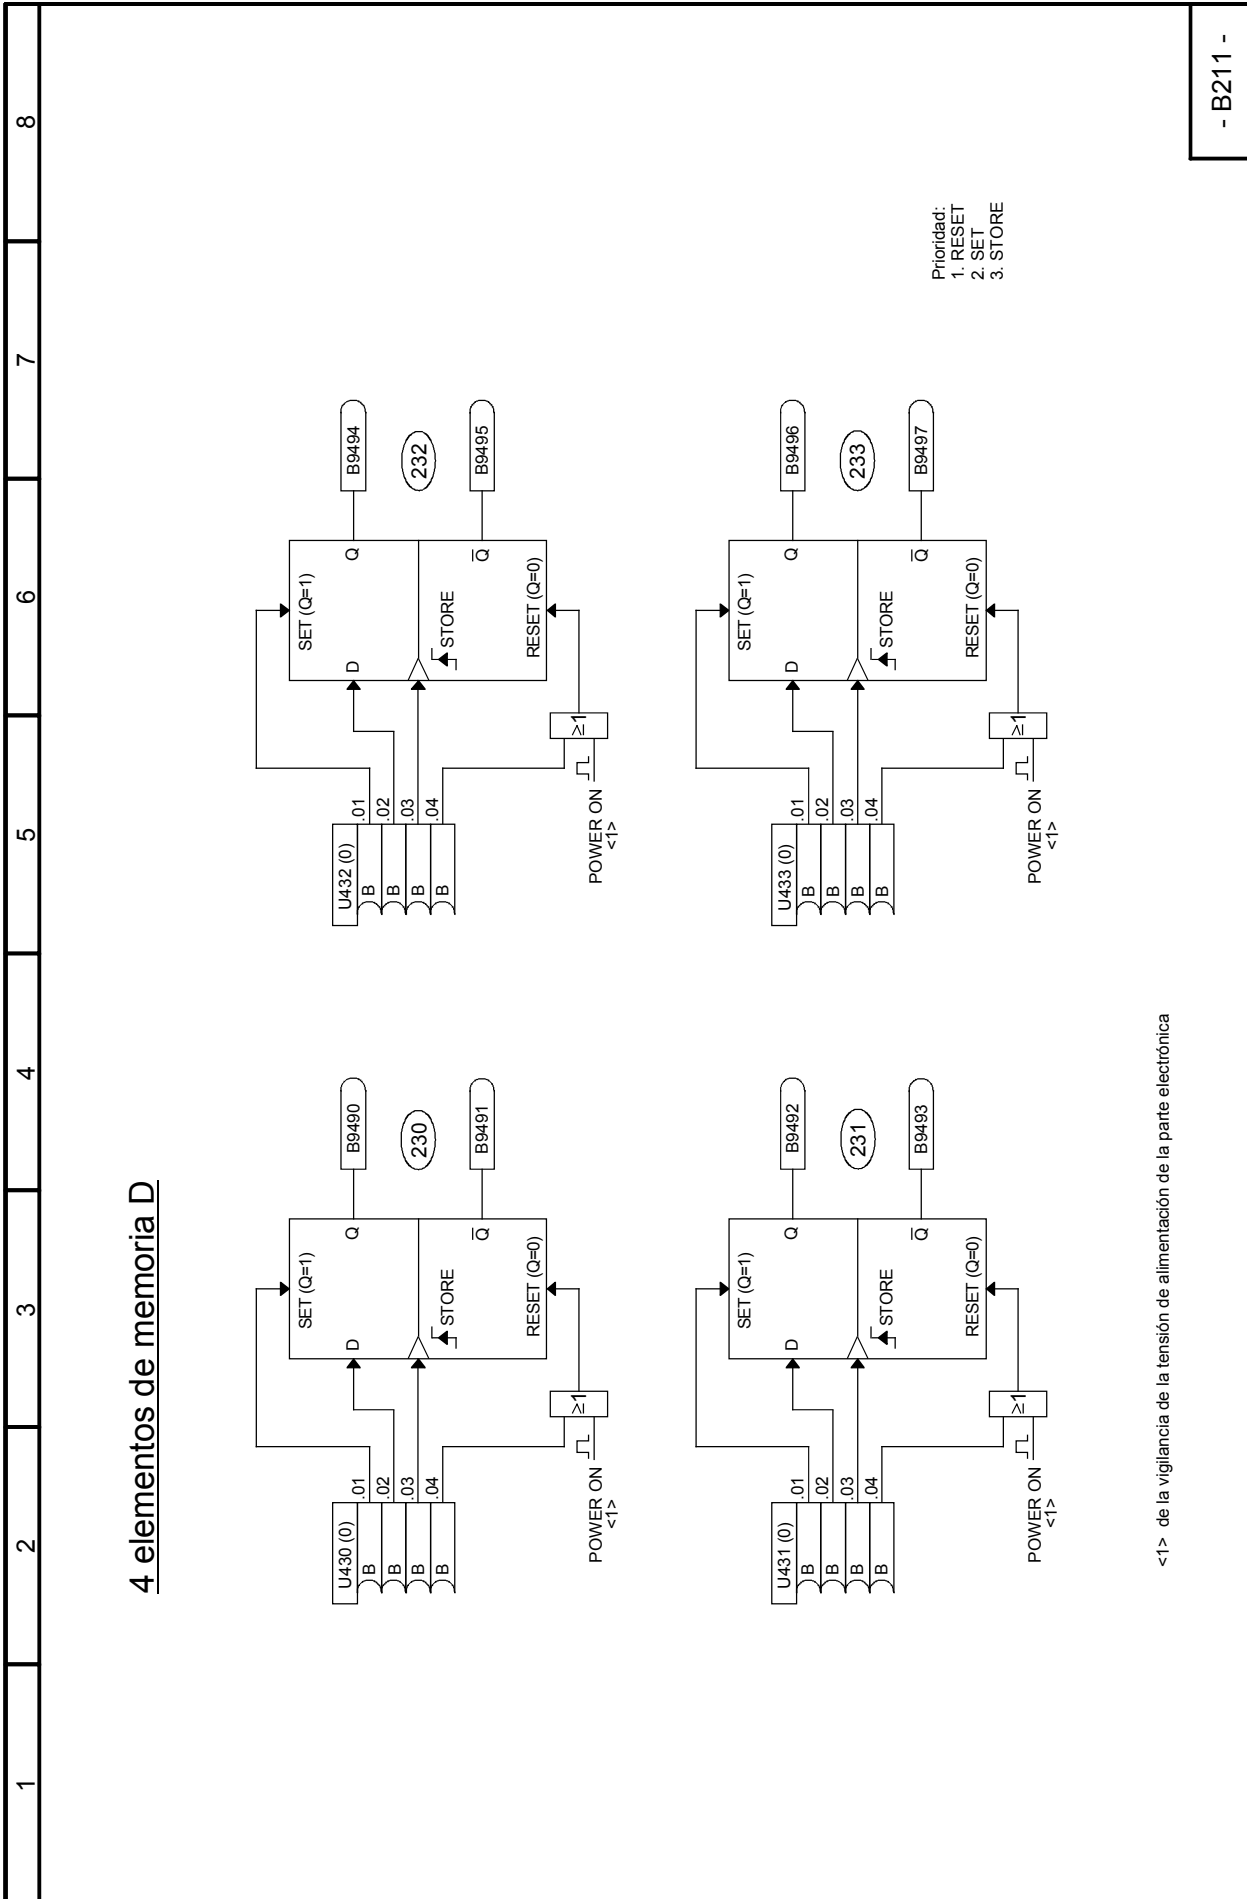 1
2
3
4
5
6
7
8
4 elementos de memoria D
U430 (0)
B .01
B .02
B .03
B .04
SET (Q=1)
D
Q
STORE
Q̅
RESET (Q=0)
≥1
POWER ON
<1>
B9490
230
B9491
U432 (0)
B .01
B .02
B .03
B .04
SET (Q=1)
D
Q
STORE
Q̅
RESET (Q=0)
≥1
POWER ON
<1>
B9494
232
B9495
U431 (0)
B .01
B .02
B .03
B .04
SET (Q=1)
D
Q
STORE
Q̅
RESET (Q=0)
≥1
POWER ON
<1>
B9492
231
B9493
U433 (0)
B .01
B .02
B .03
B .04
SET (Q=1)
D
Q
STORE
Q̅
RESET (Q=0)
≥1
POWER ON
<1>
B9496
233
B9497
Prioridad:
1. RESET
2. SET
3. STORE
<1> de la vigilancia de la tensión de alimentación de la parte electrónica
- B211 -